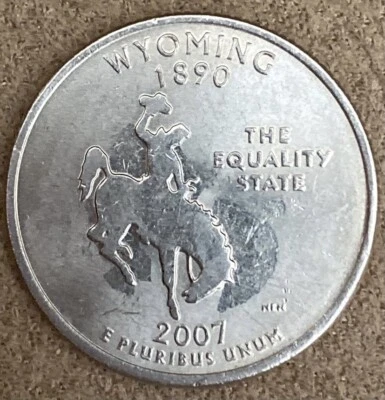 WYOMING
1890
THE
EQUALITY
STATE
2007
E PLURIBUS UNUM